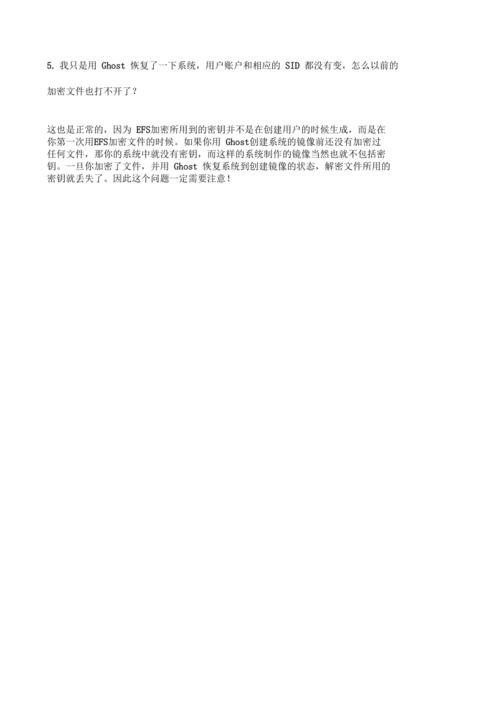 5. 我只是用 Ghost 恢复了一下系统，用户账户和相应的 SID 都没有变，怎么以前的
加密文件也打不开了？
这也是正常的，因为 EFS加密所用到的密钥并不是在创建用户的时候生成，而是在
你第一次用EFS加密文件的时候。如果你用 Ghost创建系统的镜像前还没有加密过
任何文件，那你的系统中就没有密钥，而这样的系统制作的镜像当然也就不包括密
钥。一旦你加密了文件，并用 Ghost 恢复系统到创建镜像的状态，解密文件所用的
密钥就丢失了。因此这个问题一定需要注意！